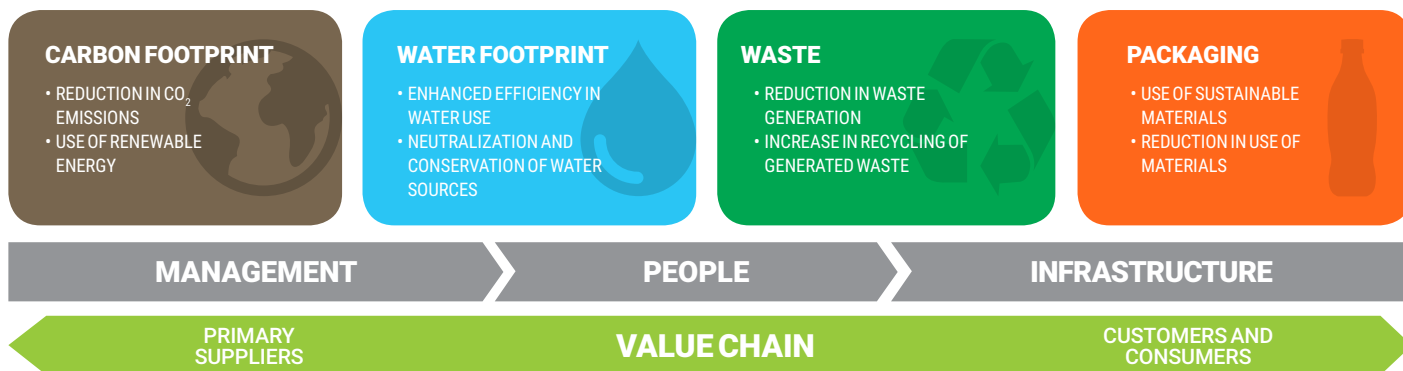 CARBON FOOTPRINT
• REDUCTION IN CO₂
EMISSIONS
• USE OF RENEWABLE
ENERGY
WATER FOOTPRINT
• ENHANCED EFFICIENCY IN
WATER USE
• NEUTRALIZATION AND
CONSERVATION OF WATER
SOURCES
WASTE
• REDUCTION IN WASTE
GENERATION
• INCREASE IN RECYCLING OF
GENERATED WASTE
PACKAGING
• USE OF SUSTAINABLE
MATERIALS
• REDUCTION IN USE OF
MATERIALS
MANAGEMENT
PEOPLE
INFRASTRUCTURE
PRIMARY
SUPPLIERS
VALUE CHAIN
CUSTOMERS AND
CONSUMERS